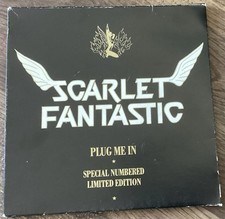 SCARLET
FANTASTIC
PLUG ME IN
SPECIAL NUMBERED
LIMITED EDITION